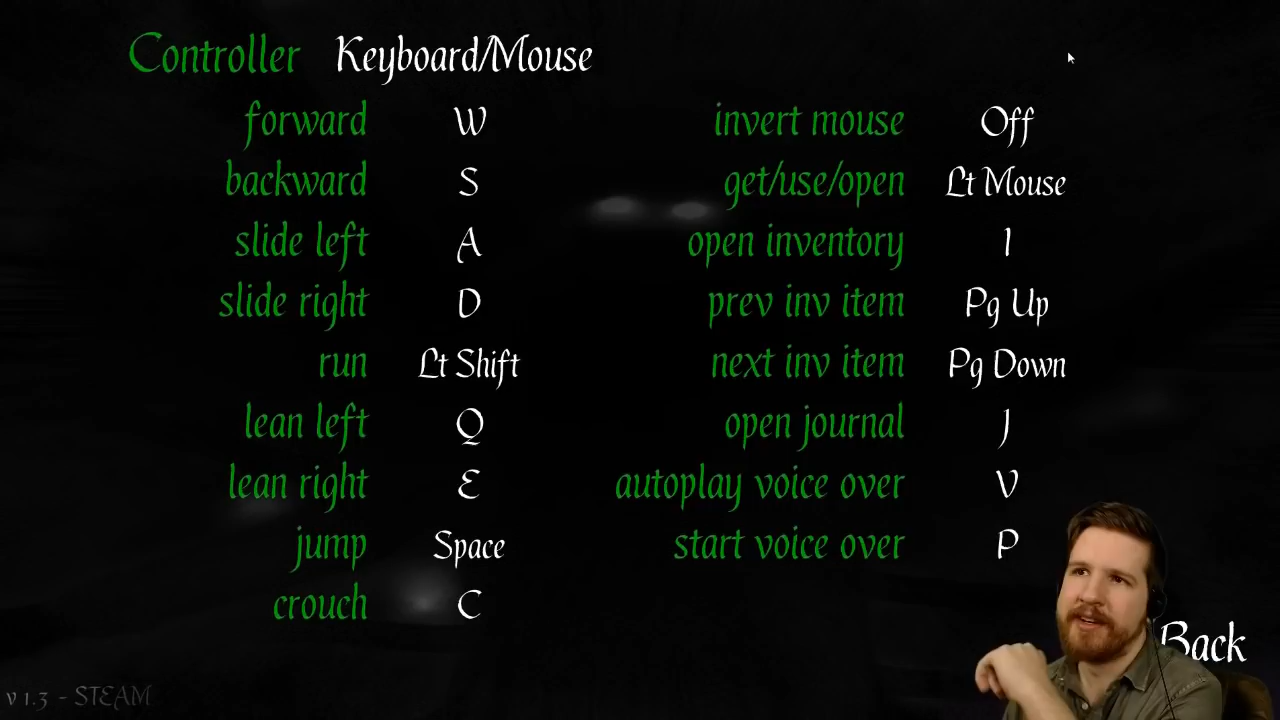 Controller Keyboard/Mouse
forward W
backward S
slide left A
slide right D
run Lt Shift
lean left Q
lean right E
jump Space
crouch C
invert mouse Off
get/use/open Lt Mouse
open inventory I
prev inv item Pg Up
next inv item Pg Down
open journal J
autoplay voice over V
start voice over P
Back
v 1.3 - STEAM